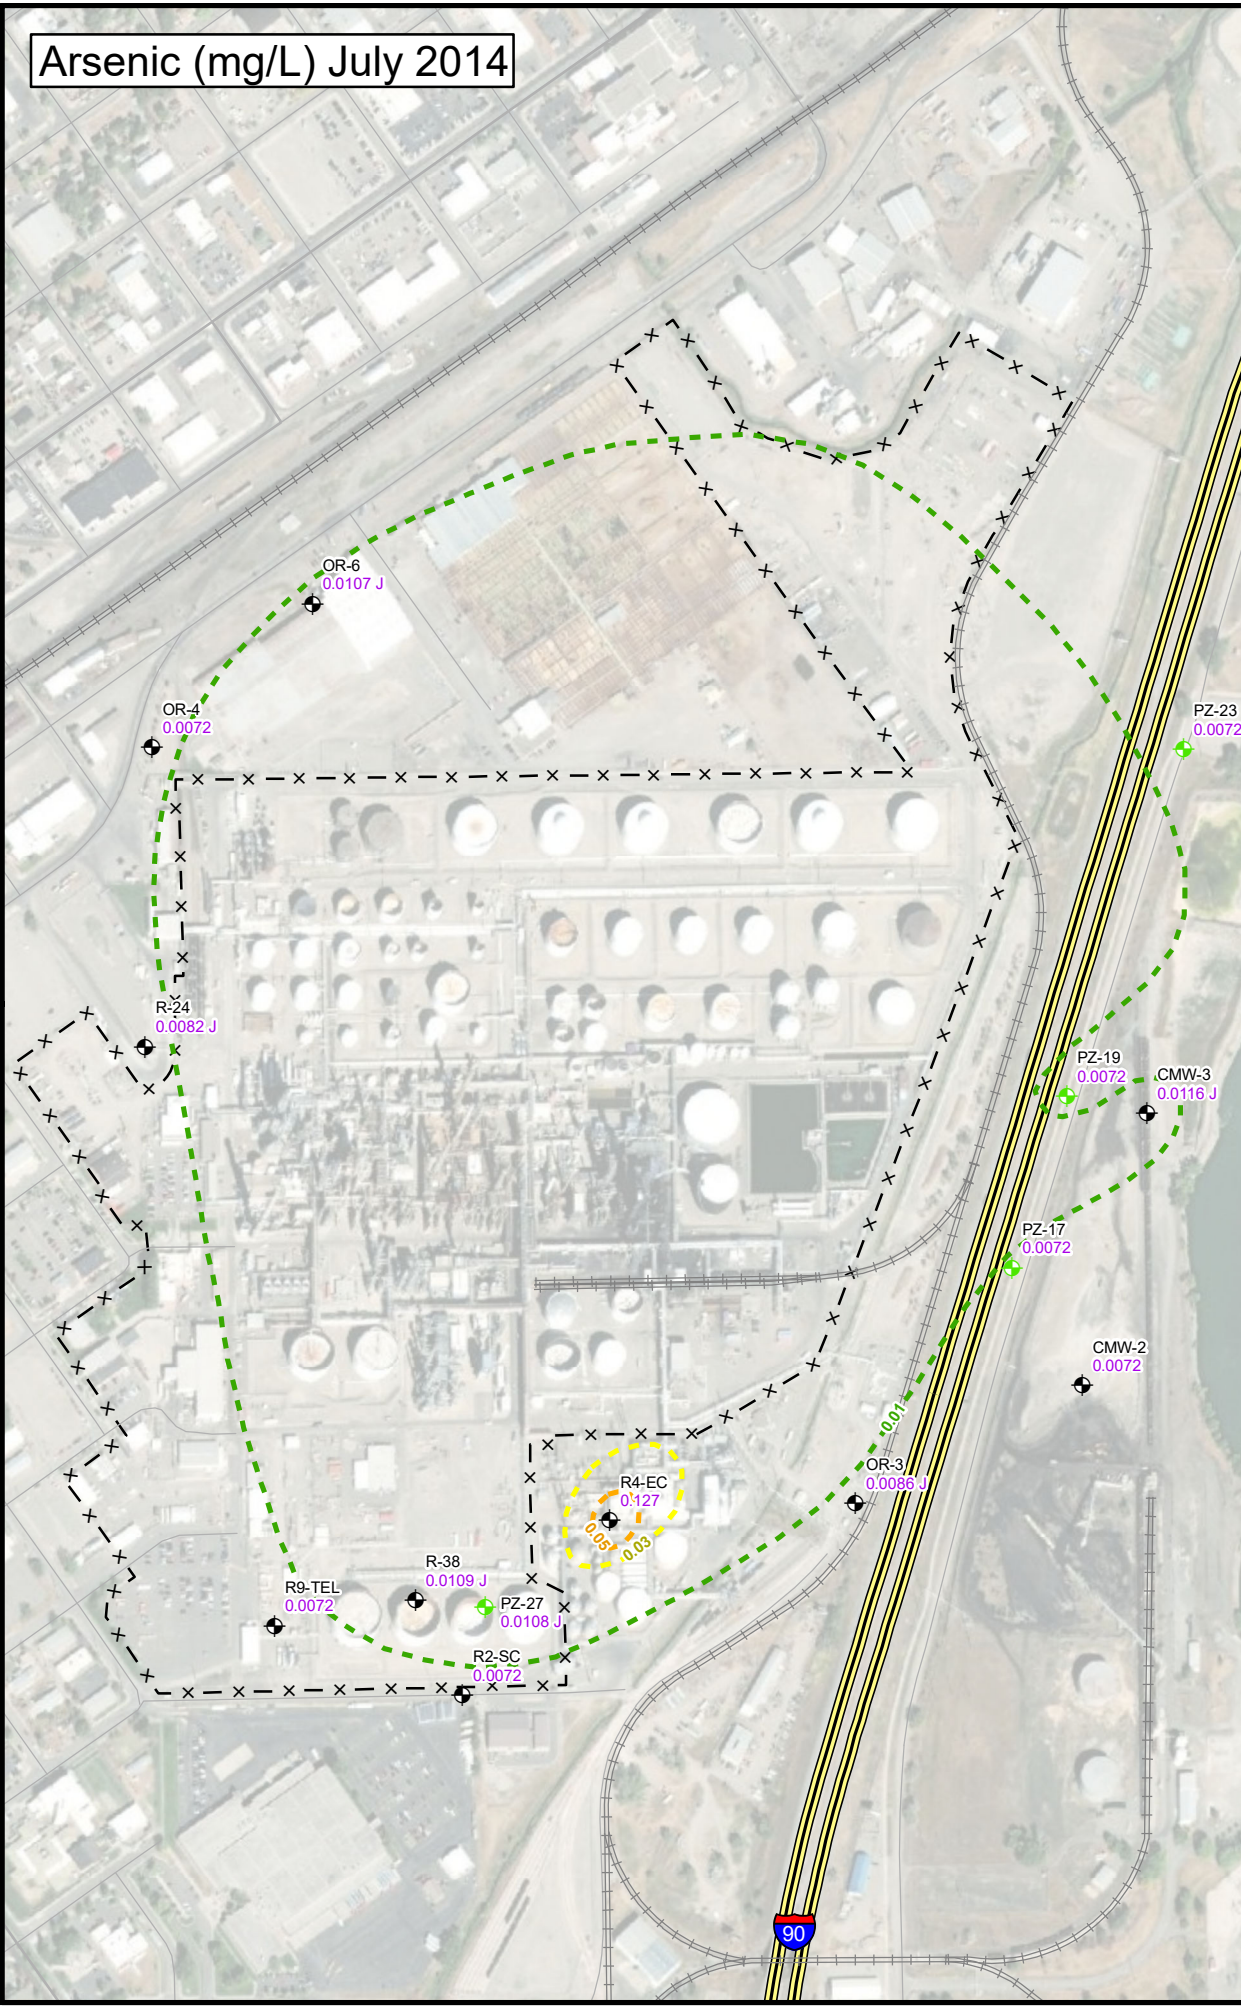 Arsenic (mg/L) July 2014
OR-6
0.0107 J
OR-4
0.0072
PZ-23
0.0072
R-24
0.0082 J
PZ-19
0.0072
CMW-3
0.0116 J
PZ-17
0.0072
CMW-2
0.0072
0.01
OR-3
0.0086 J
R4-EC
0.127
0.05
0.03
R-38
0.0109 J
R9-TEL
0.0072
PZ-27
0.0108 J
R2-SC
0.0072
90